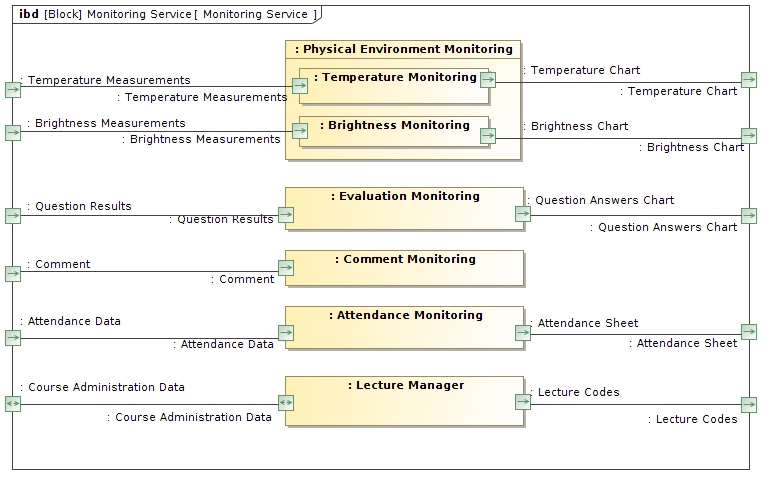 ibd [Block] Monitoring Service[ Monitoring Service ]
: Physical Environment Monitoring
: Temperature Measurements
: Temperature Measurements
: Temperature Monitoring
: Temperature Chart
: Temperature Chart
: Brightness Measurements
: Brightness Measurements
: Brightness Monitoring
: Brightness Chart
: Brightness Chart
: Question Results
: Question Results
: Evaluation Monitoring
: Question Answers Chart
: Question Answers Chart
: Comment
: Comment
: Comment Monitoring
: Attendance Data
: Attendance Data
: Attendance Monitoring
: Attendance Sheet
: Attendance Sheet
: Course Administration Data
: Course Administration Data
: Lecture Manager
: Lecture Codes
: Lecture Codes